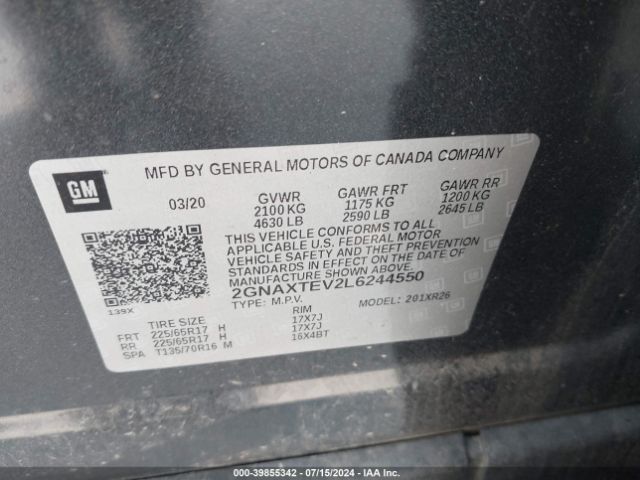 GM
MFD BY GENERAL MOTORS OF CANADA COMPANY
03/20 GVWR GAWR FRT GAWR RR
2100 KG 1175 KG 1200 KG
4630 LB 2590 LB 2645 LB
THIS VEHICLE CONFORMS TO ALL
APPLICABLE U.S. FEDERAL MOTOR
VEHICLE SAFETY AND THEFT PREVENTION
STANDARDS IN EFFECT ON THE DATE OF
MANUFACTURE SHOWN ABOVE.
2GNAXTEV2L6244550
139X
TYPE: M.P.V. MODEL: 201XR26
TIRE SIZE RIM
FRT 225/65R17 H 17X7J
RR 225/65R17 H 17X7J
SPA T135/70R16 M 16X4BT
000-39855342 - 07/15/2024 - IAA Inc.